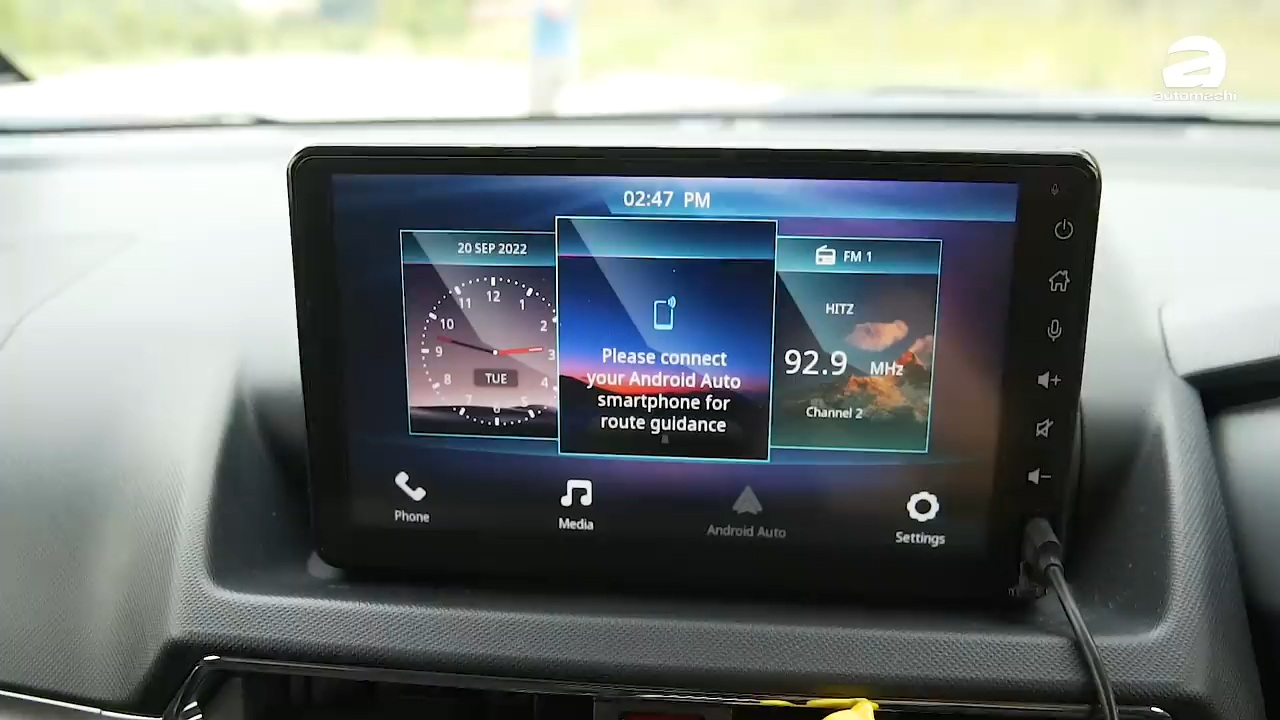 automachi
02:47 PM
20 SEP 2022
12
1
2
3
4
5
6
7
8
9
10
11
TUE
Please connect
your Android Auto
smartphone for
route guidance
FM 1
HITZ
92.9 MHz
Channel 2
Phone
Media
Android Auto
Settings